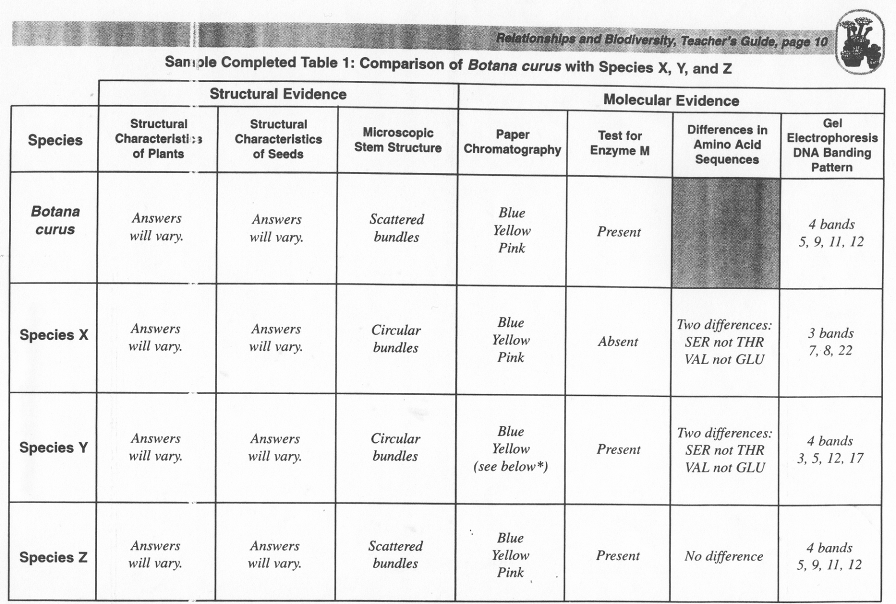 Relationships and Biodiversity, Teacher's Guide, page 10
Sample Completed Table 1: Comparison of Botana curus with Species X, Y, and Z
Structural Evidence
Molecular Evidence
Species
Structural
Characteristics
of Plants
Structural
Characteristics
of Seeds
Microscopic
Stem Structure
Paper
Chromatography
Test for
Enzyme M
Differences in
Amino Acid
Sequences
Gel
Electrophoresis
DNA Banding
Pattern
Botana
curus
Answers
will vary.
Answers
will vary.
Scattered
bundles
Blue
Yellow
Pink
Present
4 bands
5, 9, 11, 12
Species X
Answers
will vary.
Answers
will vary.
Circular
bundles
Blue
Yellow
Pink
Absent
Two differences:
SER not THR
VAL not GLU
3 bands
7, 8, 22
Species Y
Answers
will vary.
Answers
will vary.
Circular
bundles
Blue
Yellow
(see below*)
Present
Two differences:
SER not THR
VAL not GLU
4 bands
3, 5, 12, 17
Species Z
Answers
will vary.
Answers
will vary.
Scattered
bundles
Blue
Yellow
Pink
Present
No difference
4 bands
5, 9, 11, 12